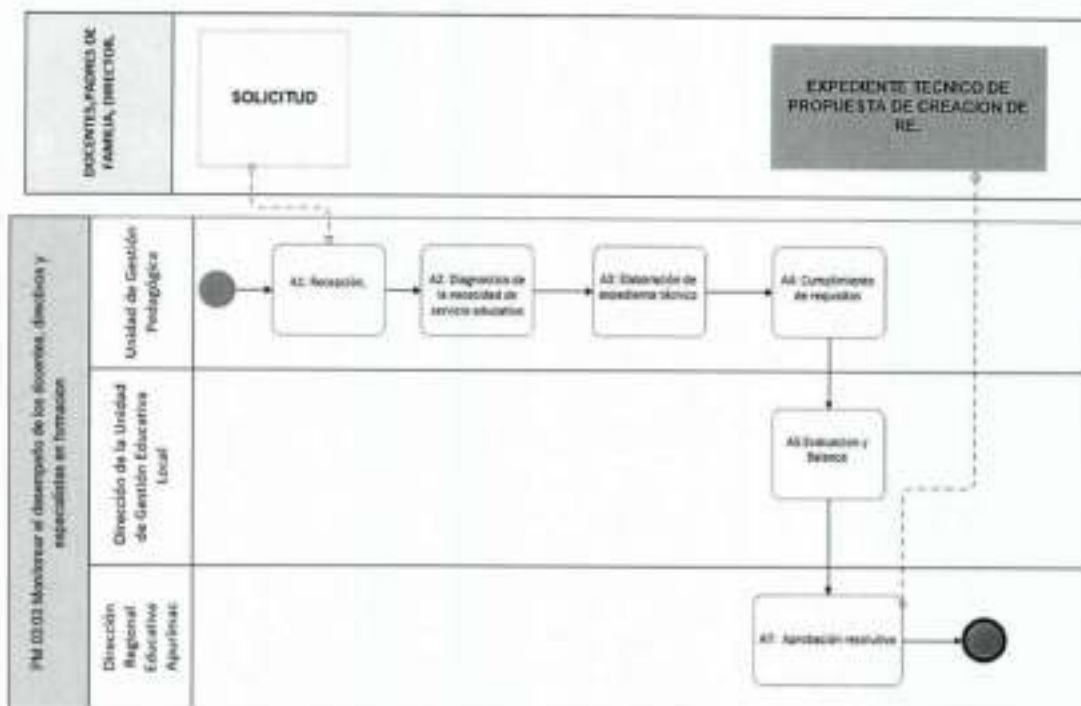 DOCENTES,PADRES DE
FAMILIA, DIRECTOR.
SOLICITUD
EXPEDIENTE TECNICO DE
PROPUESTA DE CREACION DE
RE.
PM 03:03 Monitorear el desempeño de los docentes, directivos y
especialistas en formacion
Unidad de Gestión
Pedagógica
A1: Recepción.
A2: Diagnostico de
la necesidad de
servicio educativo
A3: Elaboración de
expediente técnico
A4: Cumplimiento
de requisitos
Dirección de la Unidad
de Gestión Educativa
Local
A5 Evaluacion y
Balance
Dirección
Regional
Educativa
Apurímac
A7: Aprobación resolutiva